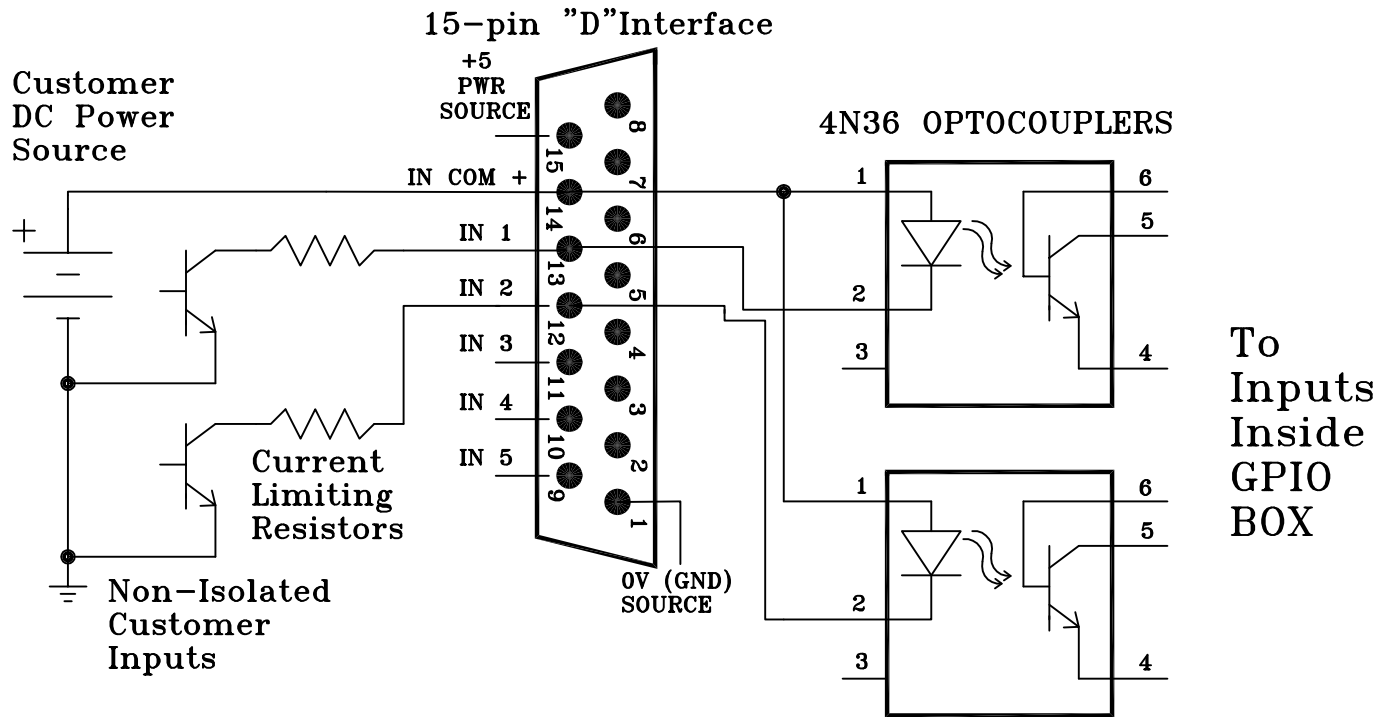 15-pin "D"Interface
Customer
DC Power
Source
+
+5
PWR
SOURCE
IN COM +
IN 1
IN 2
IN 3
IN 4
IN 5
15
14
13
12
11
10
9
8
7
6
5
4
3
2
1
0V (GND)
SOURCE
Current
Limiting
Resistors
Non-Isolated
Customer
Inputs
4N36 OPTOCOUPLERS
1
2
3
6
5
4
1
2
3
6
5
4
To
Inputs
Inside
GPIO
BOX